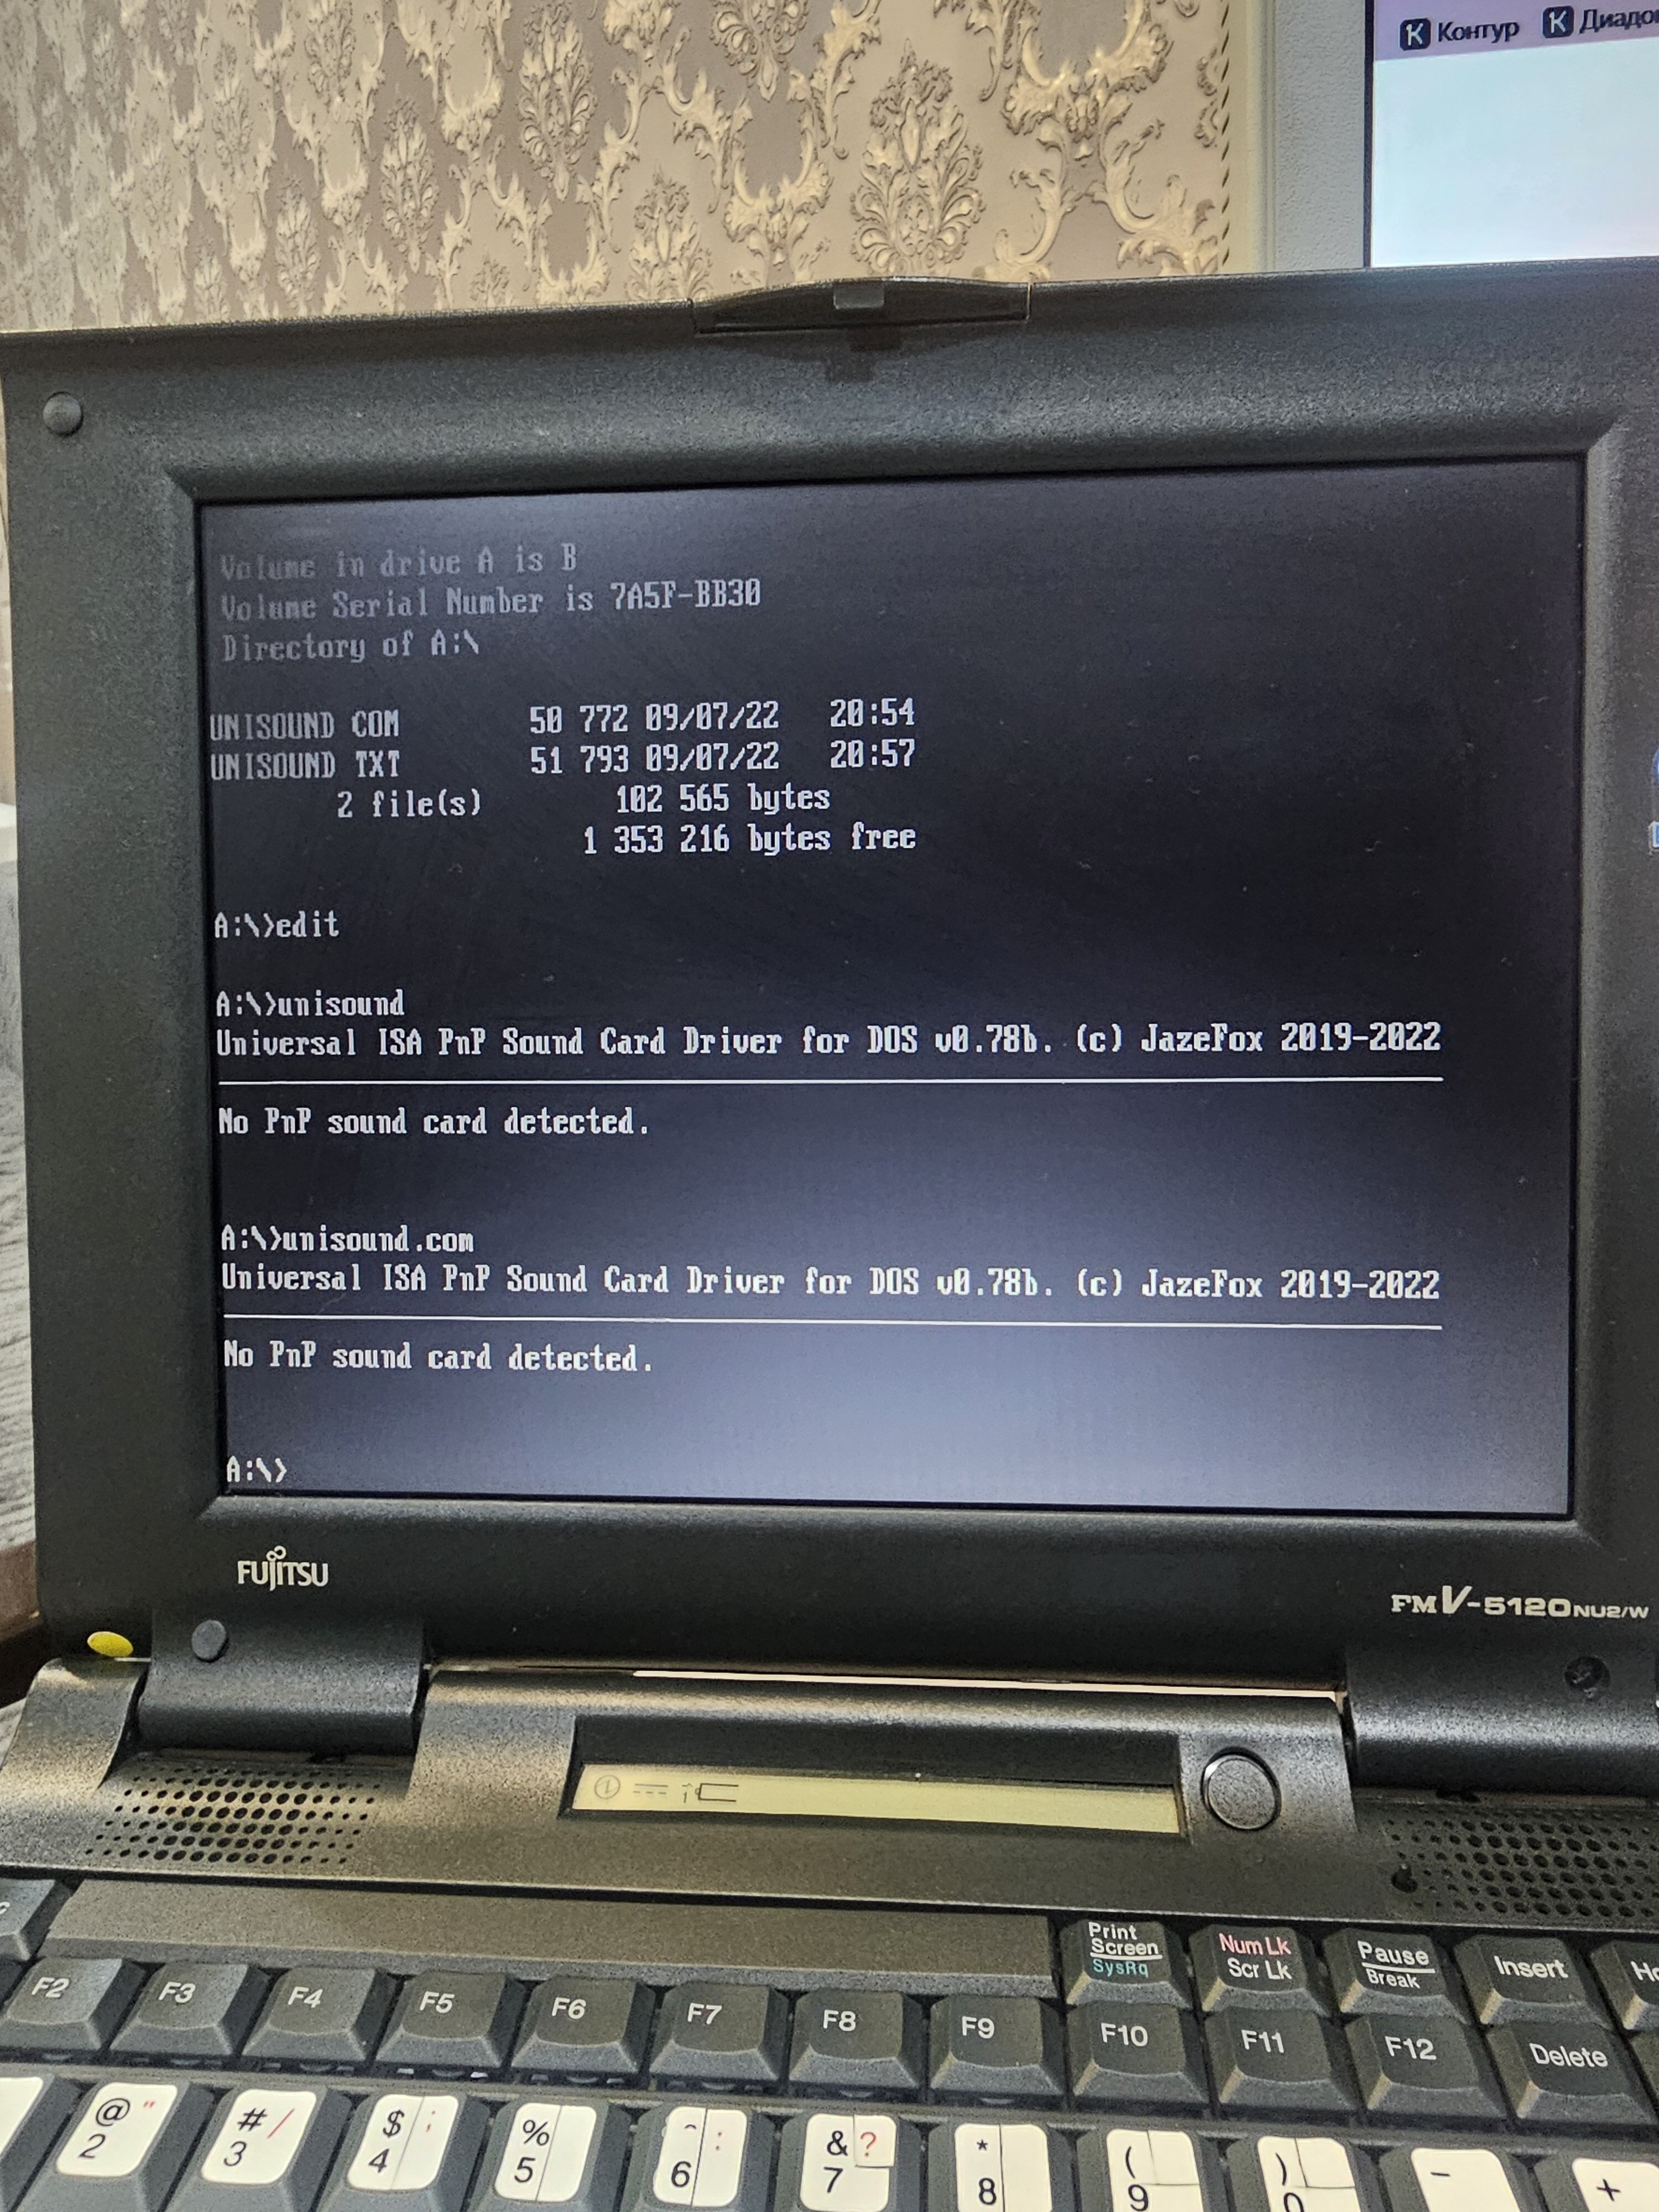 Контур
Volume in drive A is B
Volume Serial Number is 7A5F-BB30
Directory of A:\
UNISOUND COM 50 772 09/07/22 20:54
UNISOUND TXT 51 793 09/07/22 20:57
2 file(s) 102 565 bytes
1 353 216 bytes free
A:\>edit
A:\>unisound
Universal ISA PnP Sound Card Driver for DOS v0.78b. (c) JazeFox 2019-2022
No PnP sound card detected.
A:\>unisound.com
Universal ISA PnP Sound Card Driver for DOS v0.78b. (c) JazeFox 2019-2022
No PnP sound card detected.
A:\>
FUJITSU
FMV-5120NU2/W
Print Screen SysRq
Num Lk Scr Lk
Pause Break
Insert
F2 F3 F4 F5 F6 F7 F8 F9 F10 F11 F12 Delete
@ " 2
# / 3
$ ; 4
% 5
^ : 6
& ? 7
* 8
( 9
) 0
-
+